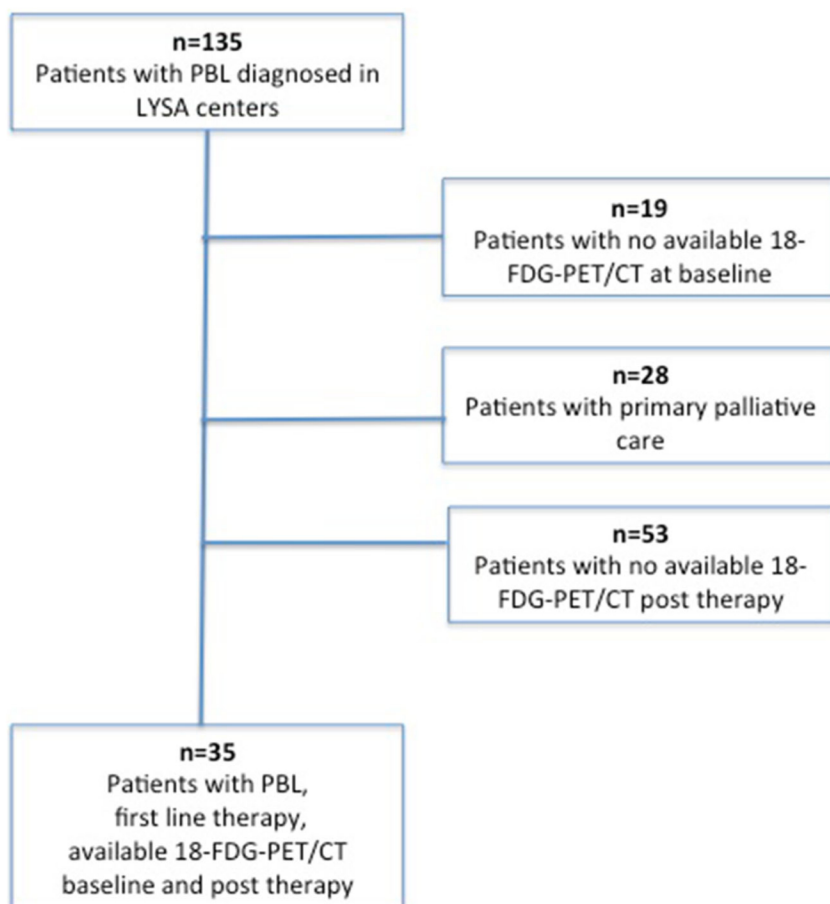 n=135
Patients with PBL diagnosed in
LYSA centers
n=19
Patients with no available 18-
FDG-PET/CT at baseline
n=28
Patients with primary palliative
care
n=53
Patients with no available 18-
FDG-PET/CT post therapy
n=35
Patients with PBL,
first line therapy,
available 18-FDG-PET/CT
baseline and post therapy